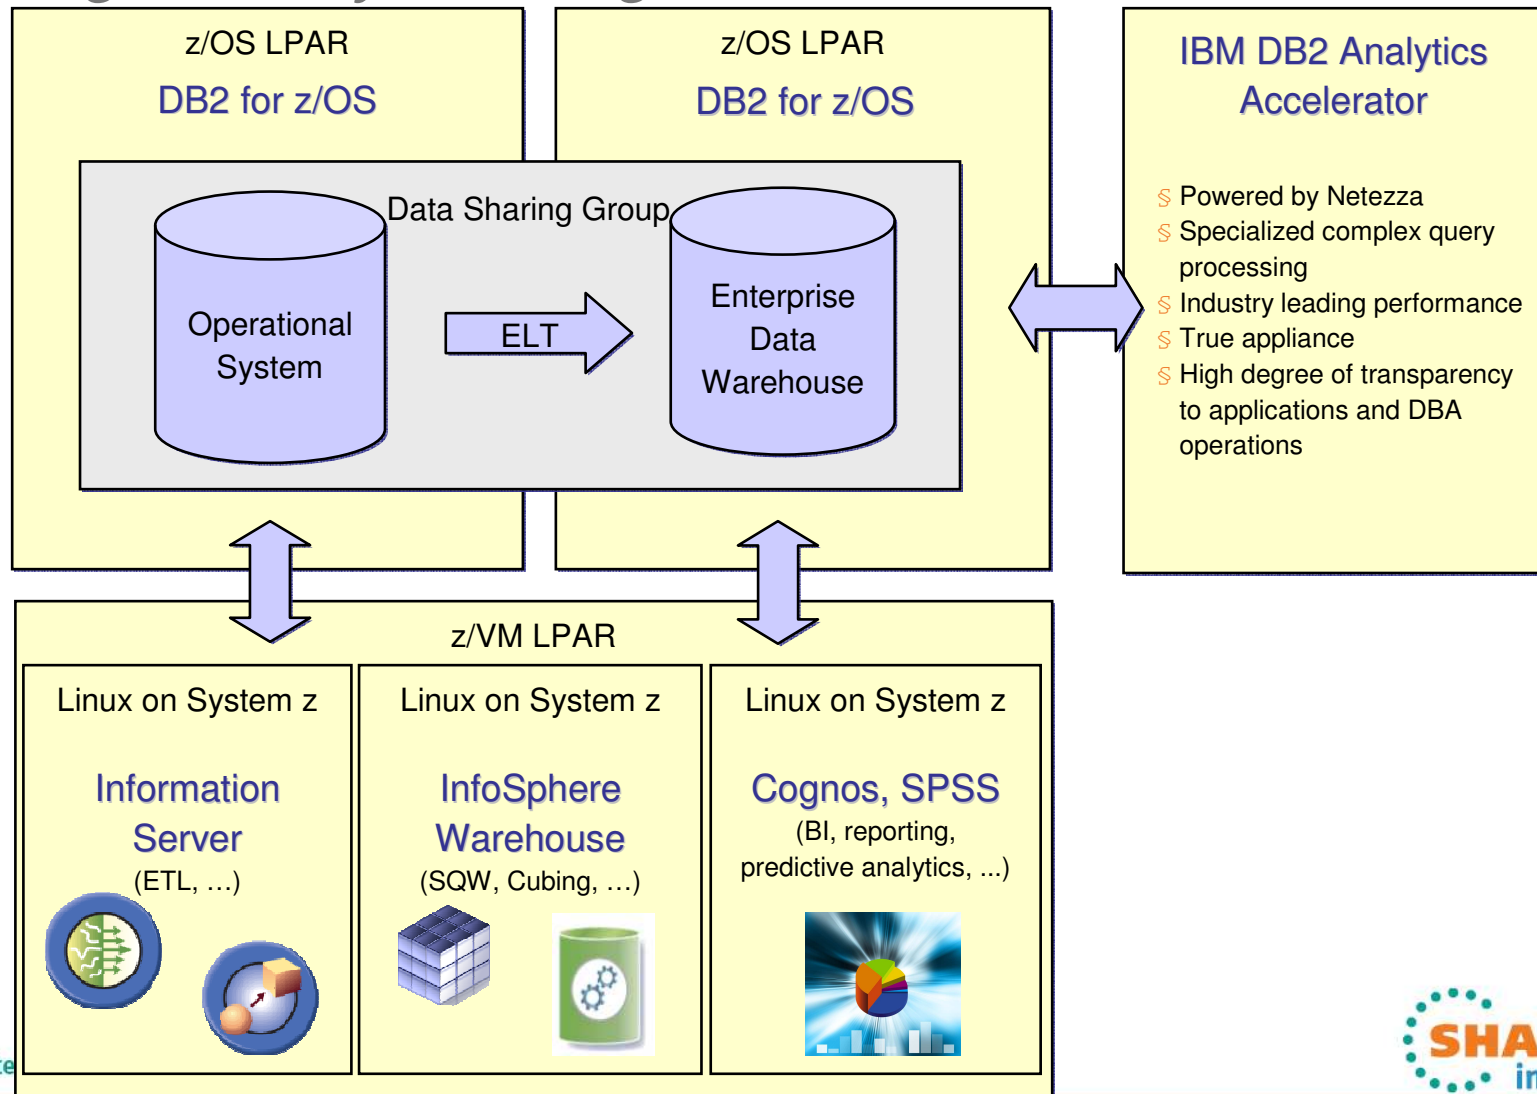 z/OS LPAR
DB2 for z/OS
z/OS LPAR
DB2 for z/OS
Data Sharing Group
Operational
System
ELT
Enterprise
Data
Warehouse
IBM DB2 Analytics
Accelerator
§ Powered by Netezza
§ Specialized complex query
processing
§ Industry leading performance
§ True appliance
§ High degree of transparency
to applications and DBA
operations
z/VM LPAR
Linux on System z
Information
Server
(ETL, …)
Linux on System z
InfoSphere
Warehouse
(SQW, Cubing, …)
Linux on System z
Cognos, SPSS
(BI, reporting,
predictive analytics, ...)